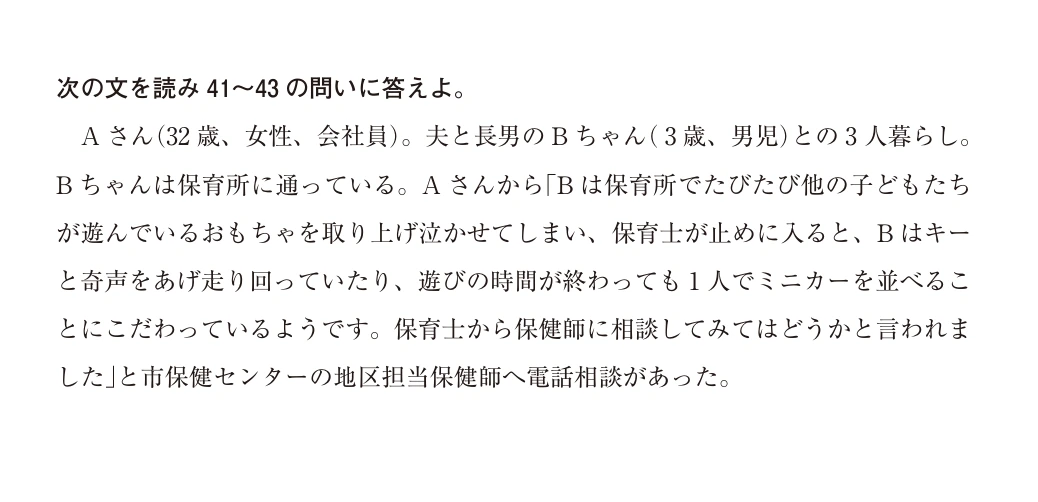 次の文を読み 41～43 の問いに答えよ。
　A さん(32 歳、女性、会社員)。夫と長男の B ちゃん( 3 歳、男児)との 3 人暮らし。
B ちゃんは保育所に通っている。A さんから｢B は保育所でたびたび他の子どもたち
が遊んでいるおもちゃを取り上げ泣かせてしまい、保育士が止めに入ると、B はキー
と奇声をあげ走り回っていたり、遊びの時間が終わっても 1 人でミニカーを並べるこ
とにこだわっているようです。保育士から保健師に相談してみてはどうかと言われま
した｣と市保健センターの地区担当保健師へ電話相談があった。